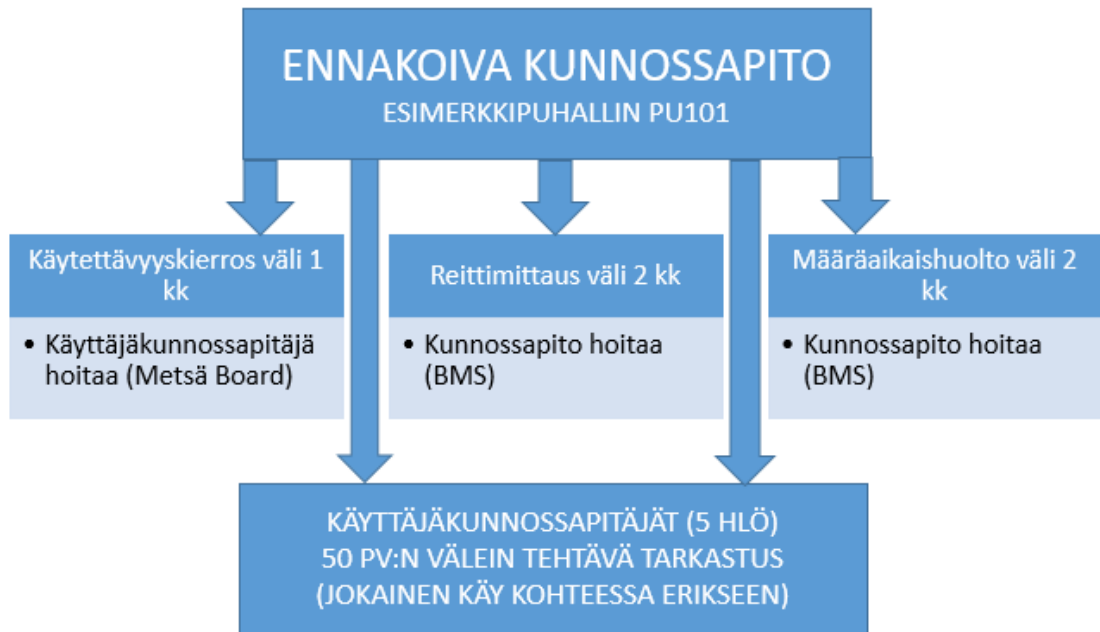 ENNAKOIVA KUNNOSSAPITO
ESIMERKKIPUHALLIN PU101
Käytettävyyskierros väli 1
kk
• Käyttäjäkunnossapitäjä
hoitaa (Metsä Board)
Reittimittaus väli 2 kk
• Kunnossapito hoitaa
(BMS)
Määräaikaishuolto väli 2
kk
• Kunnossapito hoitaa
(BMS)
KÄYTTÄJÄKUNNOSSAPITÄJÄT (5 HLÖ)
50 PV:N VÄLEIN TEHTÄVÄ TARKASTUS
(JOKAINEN KÄY KOHTEESSA ERIKSEEN)